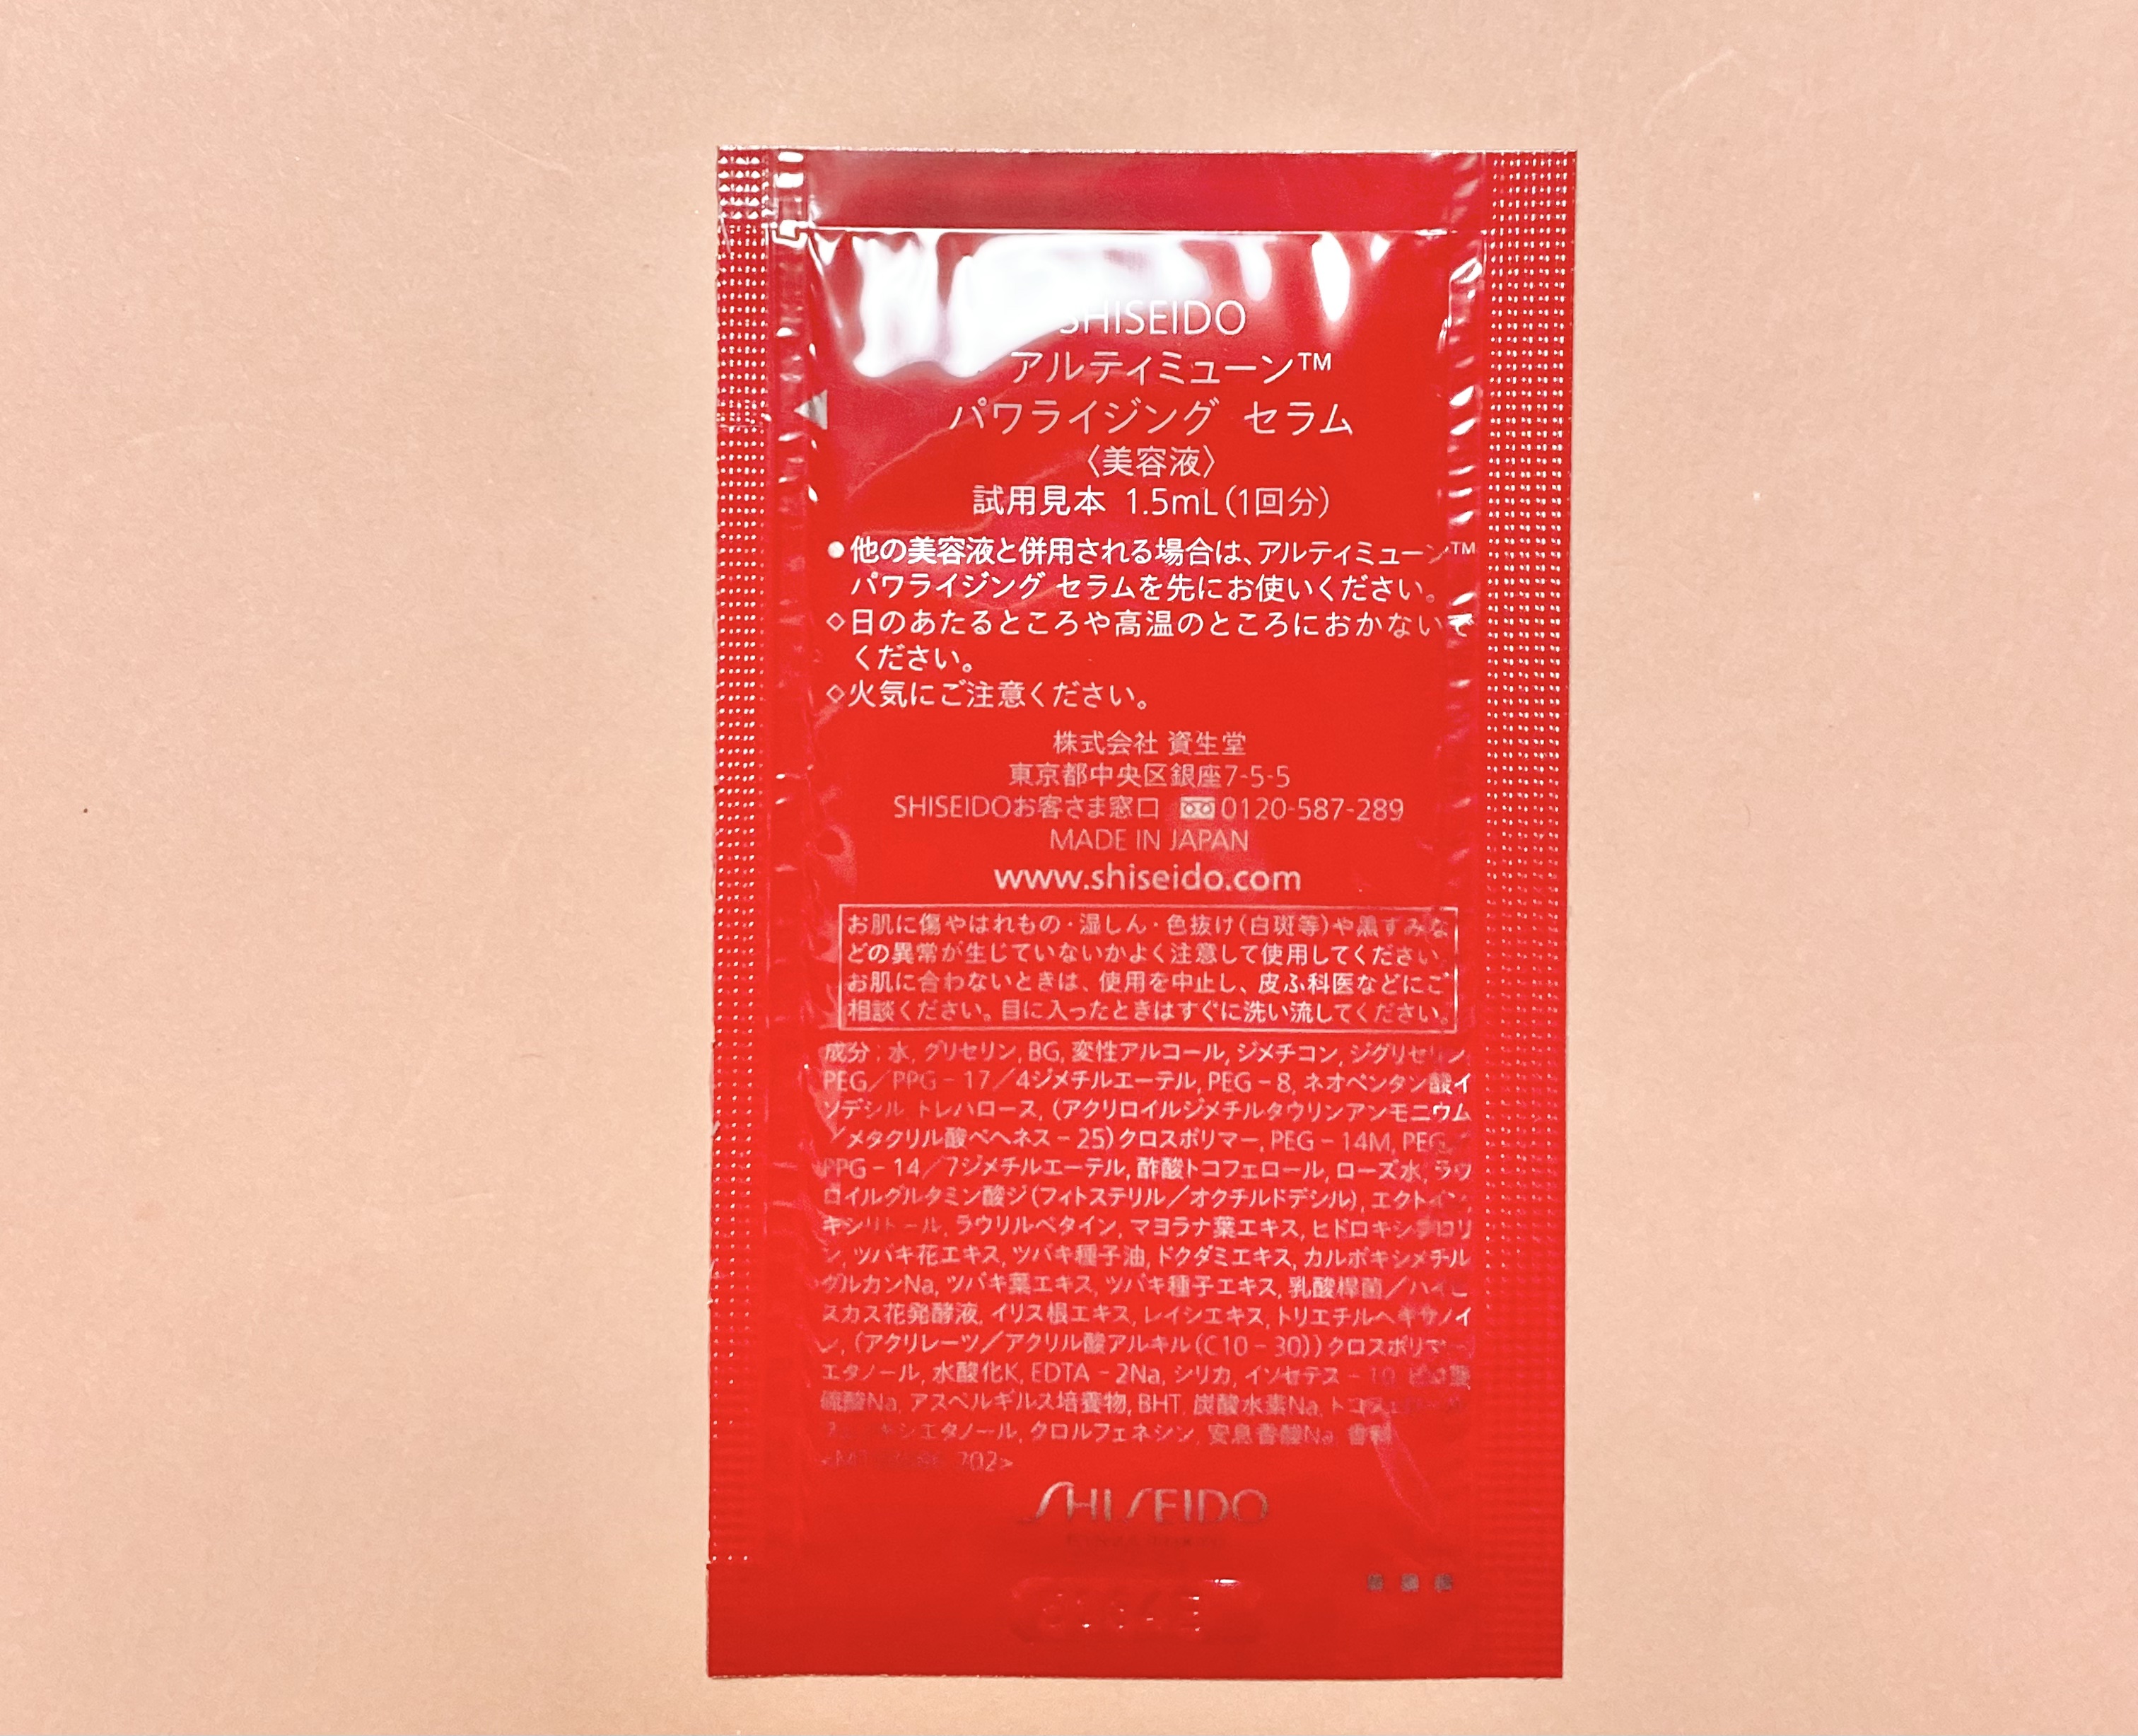 SHISEIDO
アルティミューン™
パワライジング セラム
〈美容液〉
試用見本 1.5mL(1回分)
●他の美容液と併用される場合は、アルティミューン™
パワライジング セラムを先にお使いください。
◇日のあたるところや高温のところにおかないで
ください。
◇火気にご注意ください。
株式会社 資生堂
東京都中央区銀座7-5-5
SHISEIDOお客さま窓口 0120-587-289
MADE IN JAPAN
www.shiseido.com
お肌に傷やはれもの・湿しん・色抜け(白斑等)や黒ずみな
どの異常が生じていないかよく注意して使用してください。
お肌に合わないときは、使用を中止し、皮ふ科医などにご
相談ください。目に入ったときはすぐに洗い流してください。
成分:水, グリセリン, BG, 変性アルコール, ジメチコン, ジグリセリン,
PEG/PPG-17/4ジメチルエーテル, PEG-8, ネオペンタン酸イ
ソデシル, トレハロース, (アクリロイルジメチルタウリンアンモニウム
/メタクリル酸ベヘネス-25)クロスポリマー, PEG-14M, PEG/
PPG-14/7ジメチルエーテル, 酢酸トコフェロール, ローズ水, ラウ
ロイルグルタミン酸ジ(フィトステリル/オクチルドデシル), エクトイン,
キシリトール, ラウリルベタイン, マヨラナ葉エキス, ヒドロキシプロリ
ン, ツバキ花エキス, ツバキ種子油, ドクダミエキス, カルボキシメチル
グルカンNa, ツバキ葉エキス, ツバキ種子エキス, 乳酸桿菌/ハイビ
スカス花発酵液, イリス根エキス, レイシエキス, トリエチルヘキサノイ
ン, (アクリレーツ/アクリル酸アルキル(C10-30))クロスポリマー,
エタノール, 水酸化K, EDTA-2Na, シリカ, イソセテス-10, ピロ亜
硫酸Na, アスペルギルス培養物, BHT, 炭酸水素Na, トコフェロール,
フェノキシエタノール, クロルフェネシン, 安息香酸Na, 香料
702>
SHISEIDO